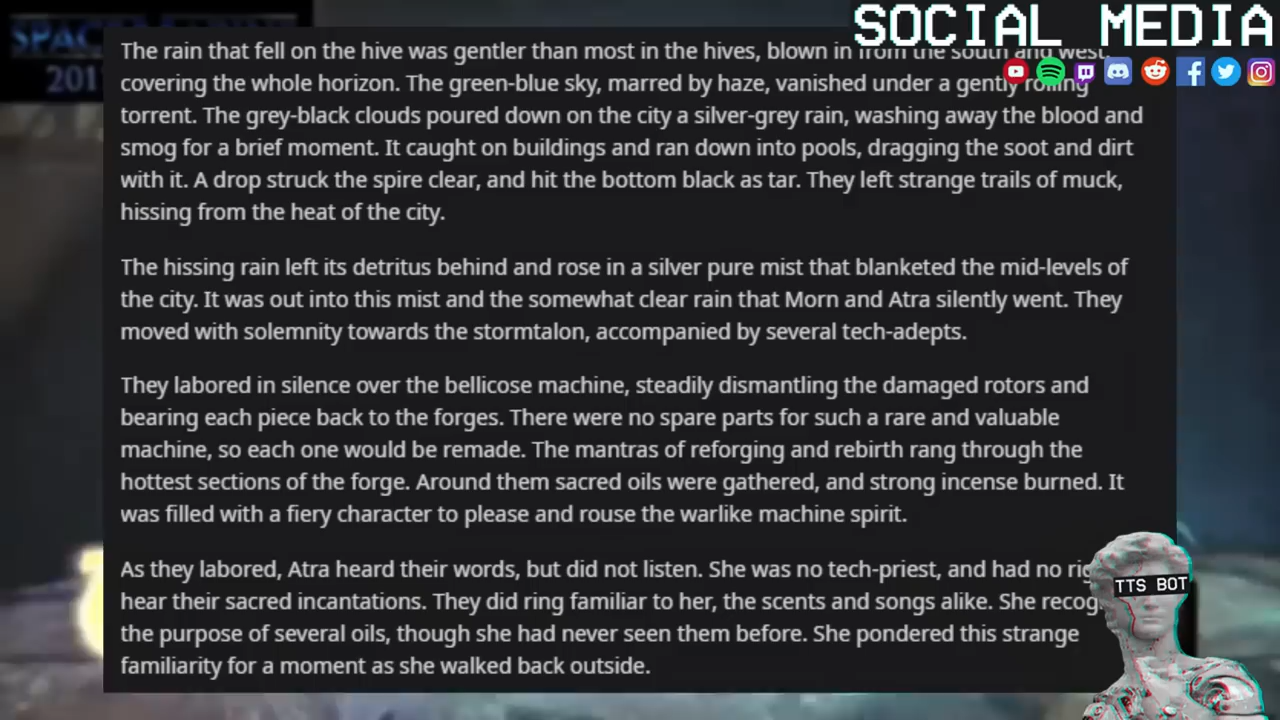 SOCIAL MEDIA
SPACE
201
The rain that fell on the hive was gentler than most in the hives, blown in from the south and west.
covering the whole horizon. The green-blue sky, marred by haze, vanished under a gently rolling
torrent. The grey-black clouds poured down on the city a silver-grey rain, washing away the blood and
smog for a brief moment. It caught on buildings and ran down into pools, dragging the soot and dirt
with it. A drop struck the spire clear, and hit the bottom black as tar. They left strange trails of muck,
hissing from the heat of the city.
The hissing rain left its detritus behind and rose in a silver pure mist that blanketed the mid-levels of
the city. It was out into this mist and the somewhat clear rain that Morn and Atra silently went. They
moved with solemnity towards the stormtalon, accompanied by several tech-adepts.
They labored in silence over the bellicose machine, steadily dismantling the damaged rotors and
bearing each piece back to the forges. There were no spare parts for such a rare and valuable
machine, so each one would be remade. The mantras of reforging and rebirth rang through the
hottest sections of the forge. Around them sacred oils were gathered, and strong incense burned. It
was filled with a fiery character to please and rouse the warlike machine spirit.
As they labored, Atra heard their words, but did not listen. She was no tech-priest, and had no
hear their sacred incantations. They did ring familiar to her, the scents and songs alike. She
the purpose of several oils, though she had never seen them before. She pondered this strange
familiarity for a moment as she walked back outside.
TTS BOT